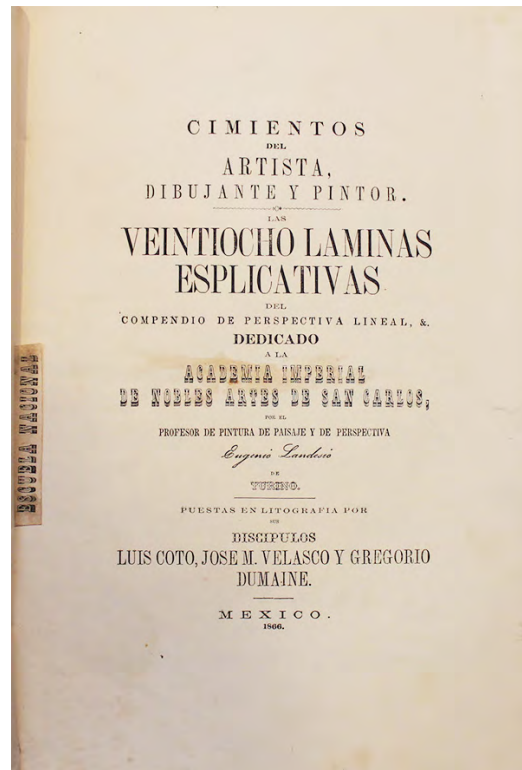 CIMIENTOS
DEL
ARTISTA,
DIBUJANTE Y PINTOR.
LAS
VEINTIOCHO LAMINAS
ESPLICATIVAS
DEL
COMPENDIO DE PERSPECTIVA LINEAL, &.
DEDICADO
A LA
ACADEMIA IMPERIAL
DE NOBLES ARTES DE SAN CARLOS,
POR EL
PROFESOR DE PINTURA DE PAISAJE Y DE PERSPECTIVA
Eugenio Landesio
DE
TURINO.
PUESTAS EN LITOGRAFIA POR
SUS
DISCIPULOS
LUIS COTO, JOSE M. VELASCO Y GREGORIO
DUMAINE.
MEXICO.
1866.
ESCUELA NACIONAL